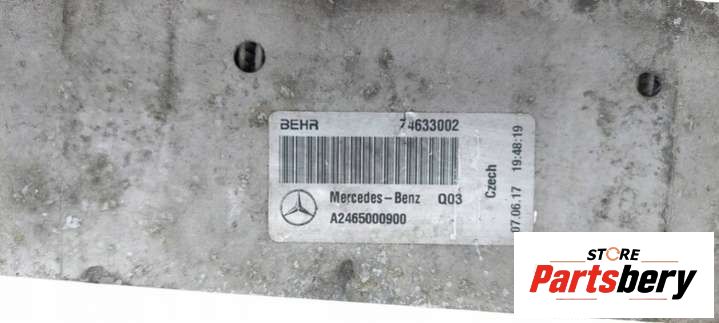 BEHR 74633002
Mercedes-Benz Q03
A2465000900
Czech
07.06.17 19:48:19
STORE
Partsbery